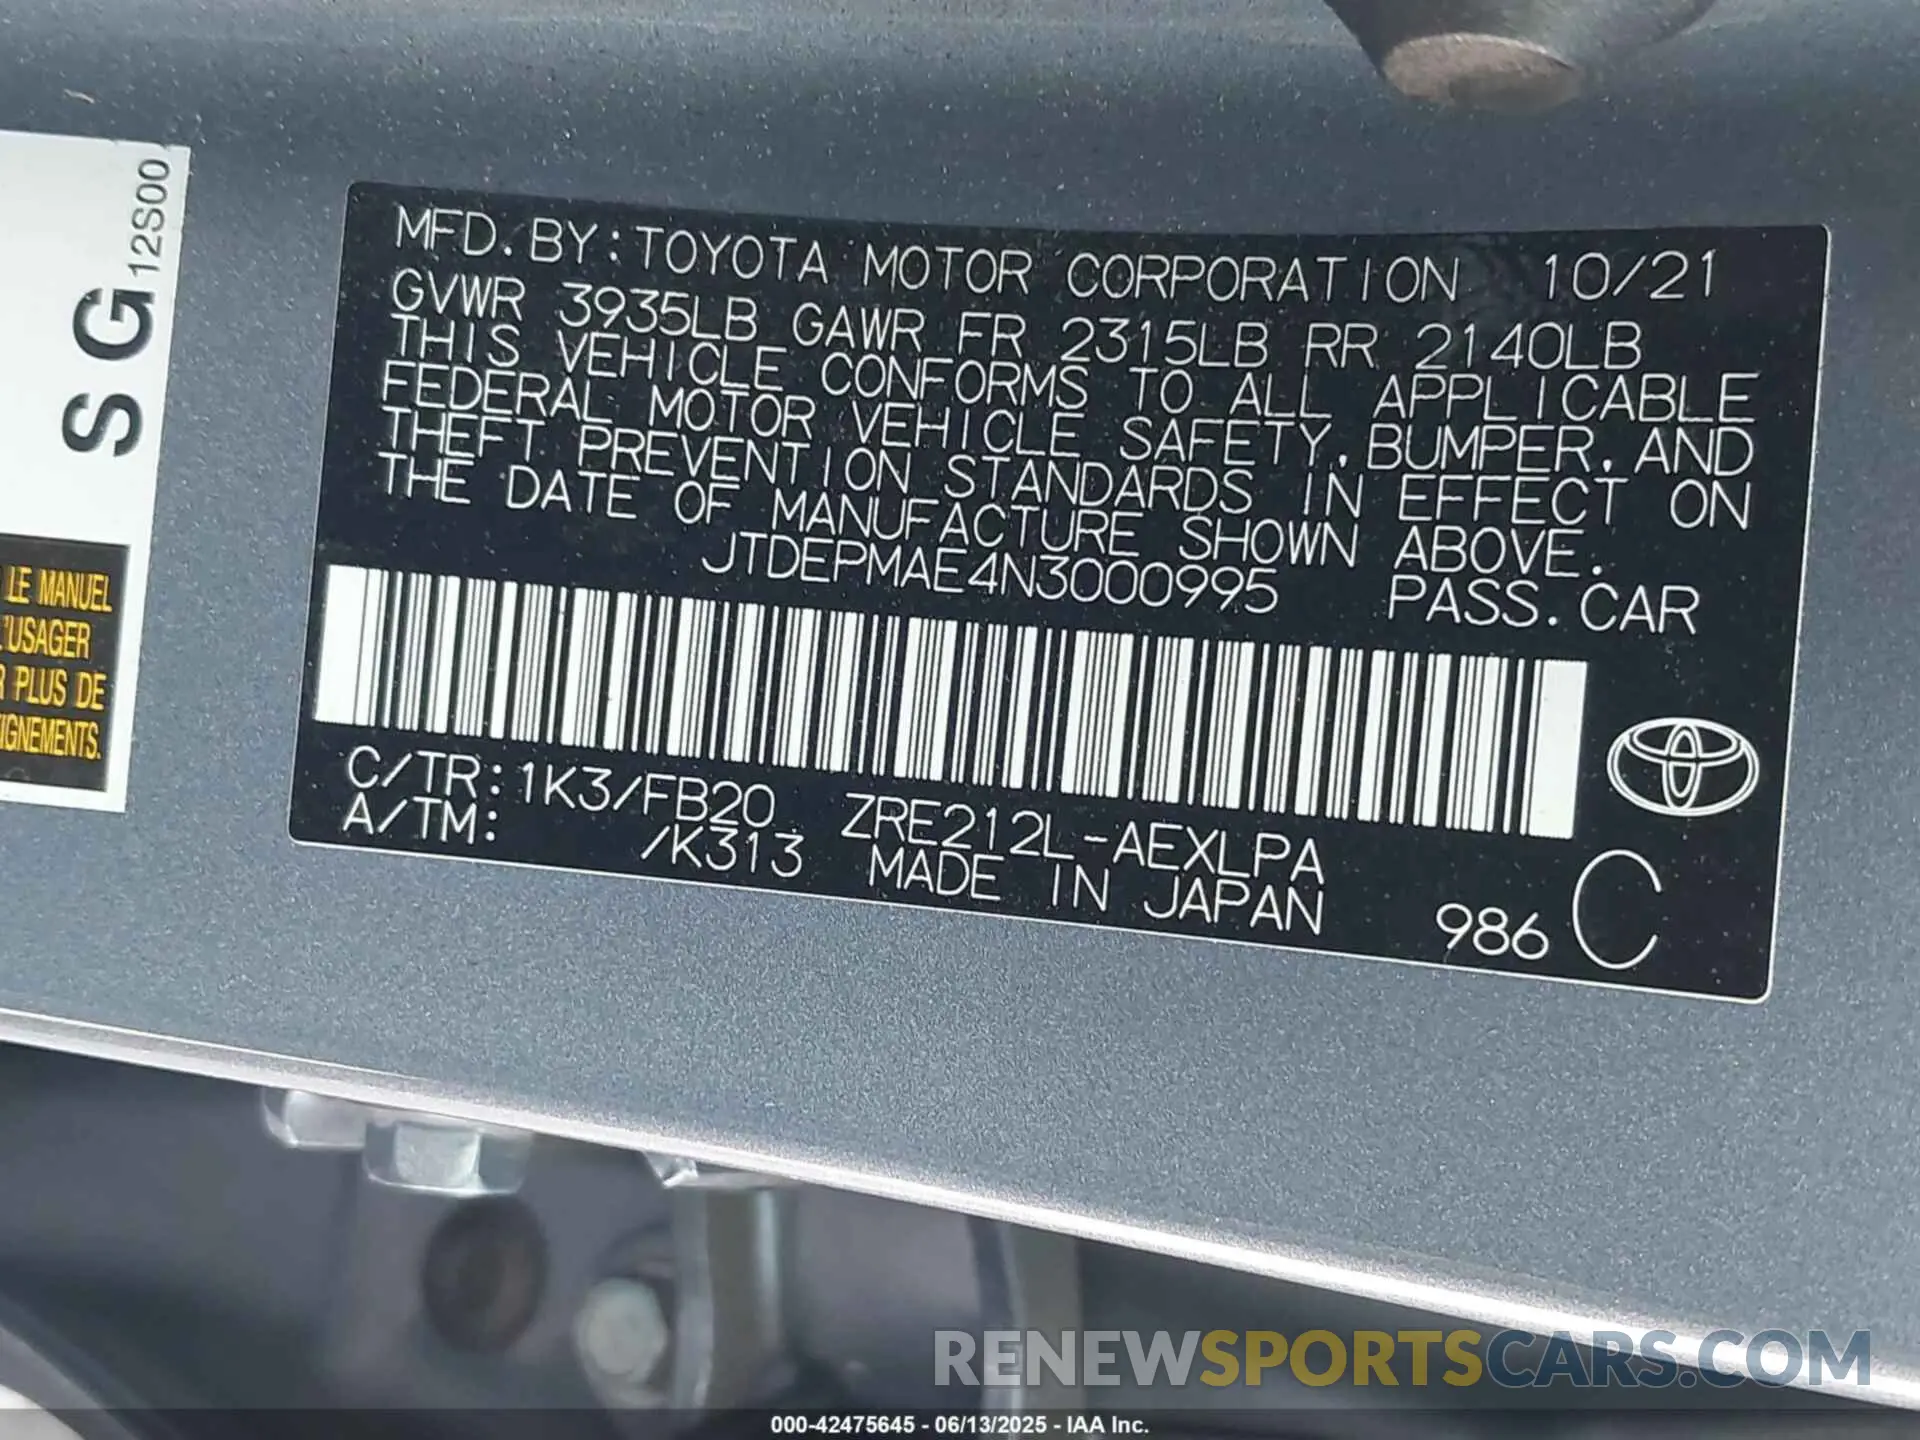 MFD. BY: TOYOTA MOTOR CORPORATION 10/21
GVWR 3935LB GAWR FR 2315LB RR 2140LB
THIS VEHICLE CONFORMS TO ALL APPLICABLE
FEDERAL MOTOR VEHICLE SAFETY, BUMPER, AND
THEFT PREVENTION STANDARDS IN EFFECT ON
THE DATE OF MANUFACTURE SHOWN ABOVE.
JTDEPMAE4N3000995 PASS. CAR
C/TR: 1K3/FB20 ZRE212L-AEXLPA
A/TM: /K313 MADE IN JAPAN
986 C
S G 12S00
LE MANUEL
L'USAGER
R PLUS DE
IGNEMENTS.
RENEWSPORTSCARS.COM
000-42475645 - 06/13/2025 - IAA Inc.